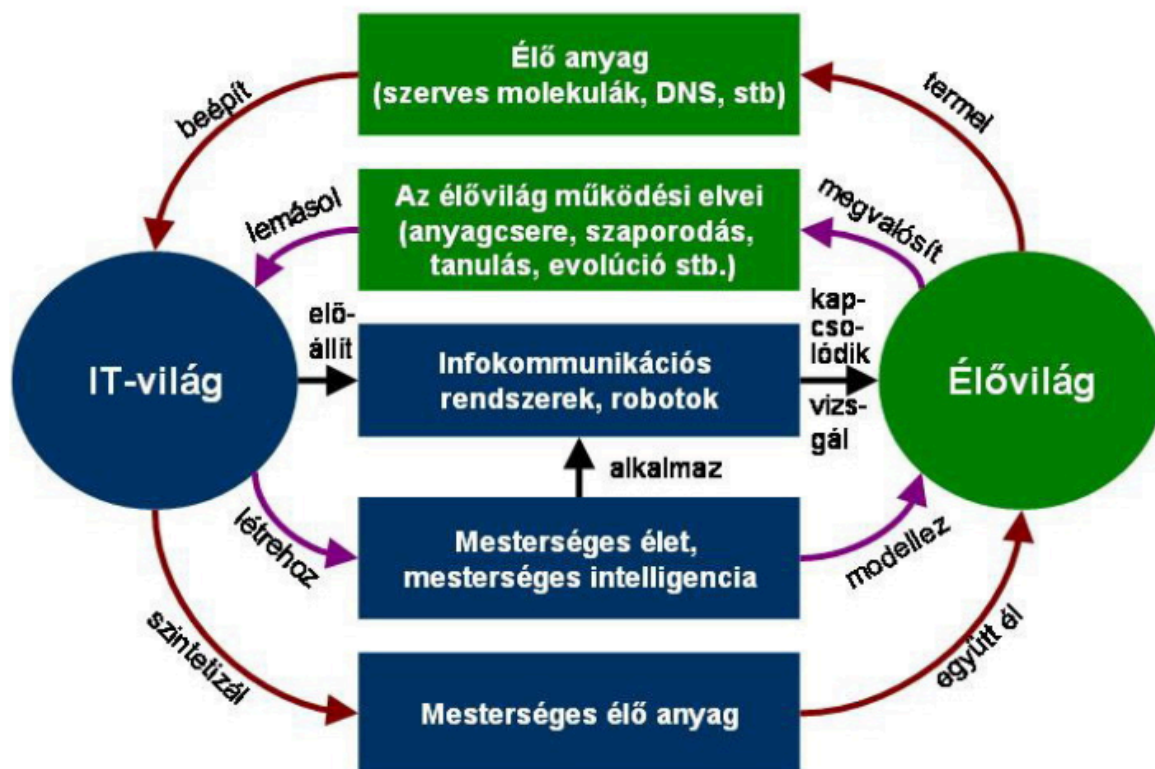 Élő anyag
(szerves molekulák, DNS, stb)
beépít
termel
Az élővilág működési elvei
(anyagcsere, szaporodás,
tanulás, evolúció stb.)
lemásol
megvalósít
IT-világ
elő-
állít
Infokommunikációs
rendszerek, robotok
kap-
cso-
lódik
vizs-
gál
Élővilág
alkalmaz
létrehoz
Mesterséges élet,
mesterséges intelligencia
modellez
szintetizál
Mesterséges élő anyag
együtt él